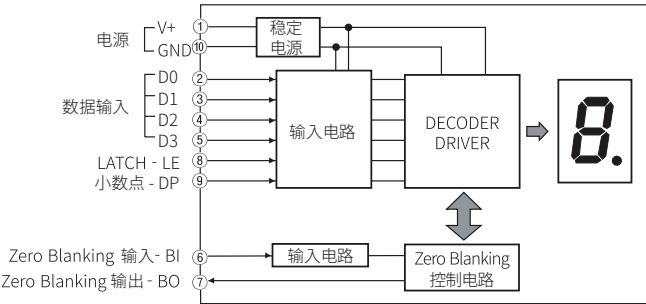 电源
V+ ①
GND ⑩
稳定
电源
数据输入
D0 ②
D1 ③
D2 ④
D3 ⑤
LATCH - LE ⑧
小数点 - DP ⑨
输入电路
DECODER
DRIVER
8.
Zero Blanking 输入- BI ⑥
输入电路
Zero Blanking 输出 - BO ⑦
Zero Blanking
控制电路